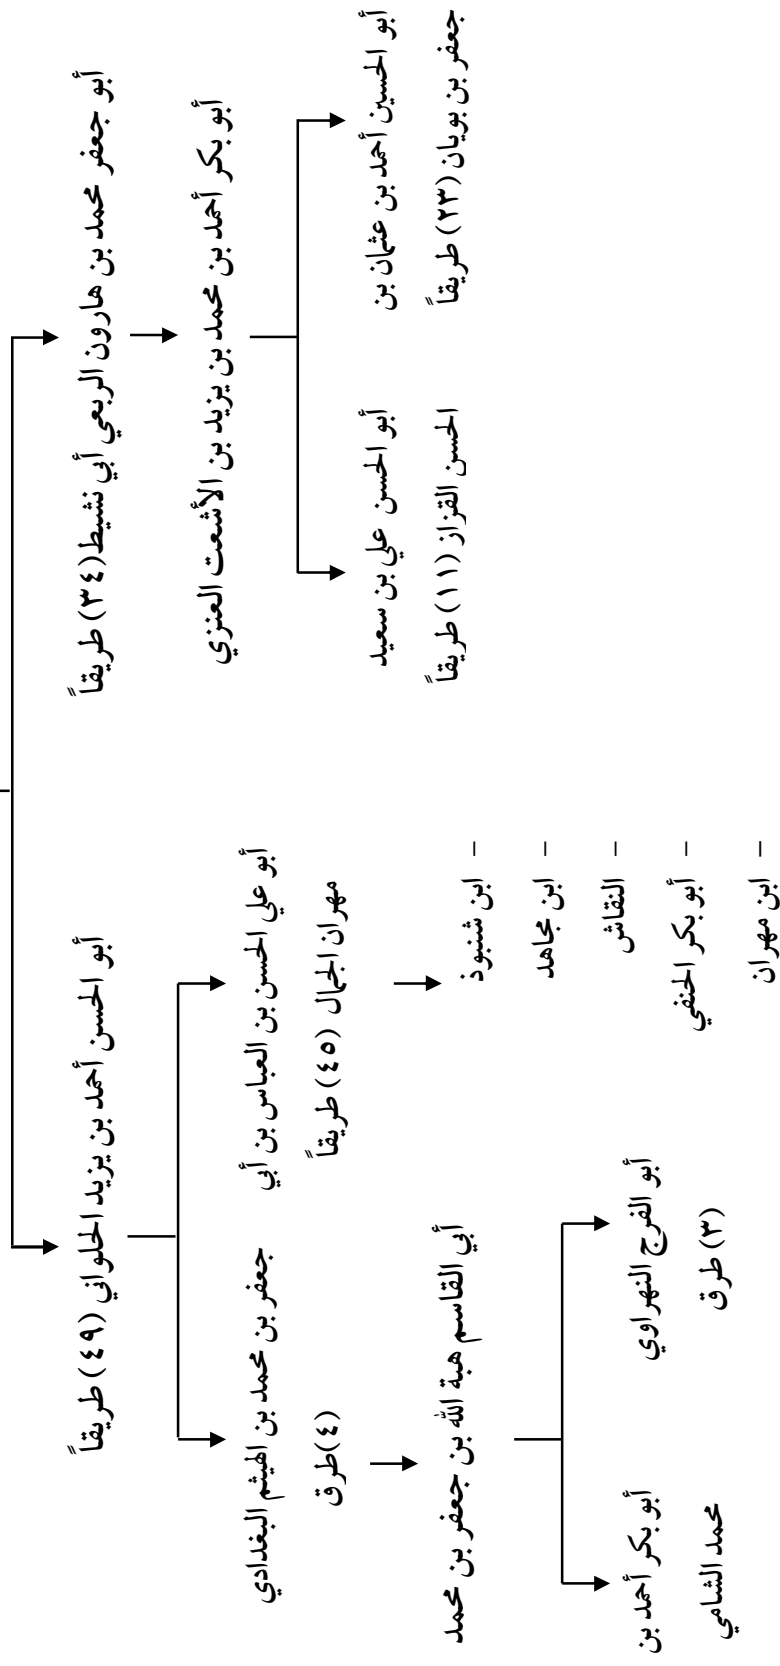 أبو جعفر محمد بن هارون الربعي أبي نشيط (٣٤) طريقاً
أبو بكر أحمد بن محمد بن يزيد بن الأشعت العنزي
أبو الحسين أحمد بن عثمان بن
جعفر بن بويان (٢٣) طريقاً
أبو الحسن علي بن سعيد
الحسن القزاز (١١) طريقاً
أبو الحسن أحمد بن يزيد الحلواني (٤٩) طريقاً
أبو علي الحسن بن العباس بن أبي
مهران الجمال (٤٥) طريقاً
- ابن شنبوذ
- ابن مجاهد
- النقاش
- أبو بكر الحنفي
- ابن مهران
جعفر بن محمد بن الهيثم البغدادي
(٤) طرق
أبي القاسم هبة الله بن جعفر بن محمد
أبو الفرج النهراوي
(٣) طرق
أبو بكر أحمد بن
محمد الشامي